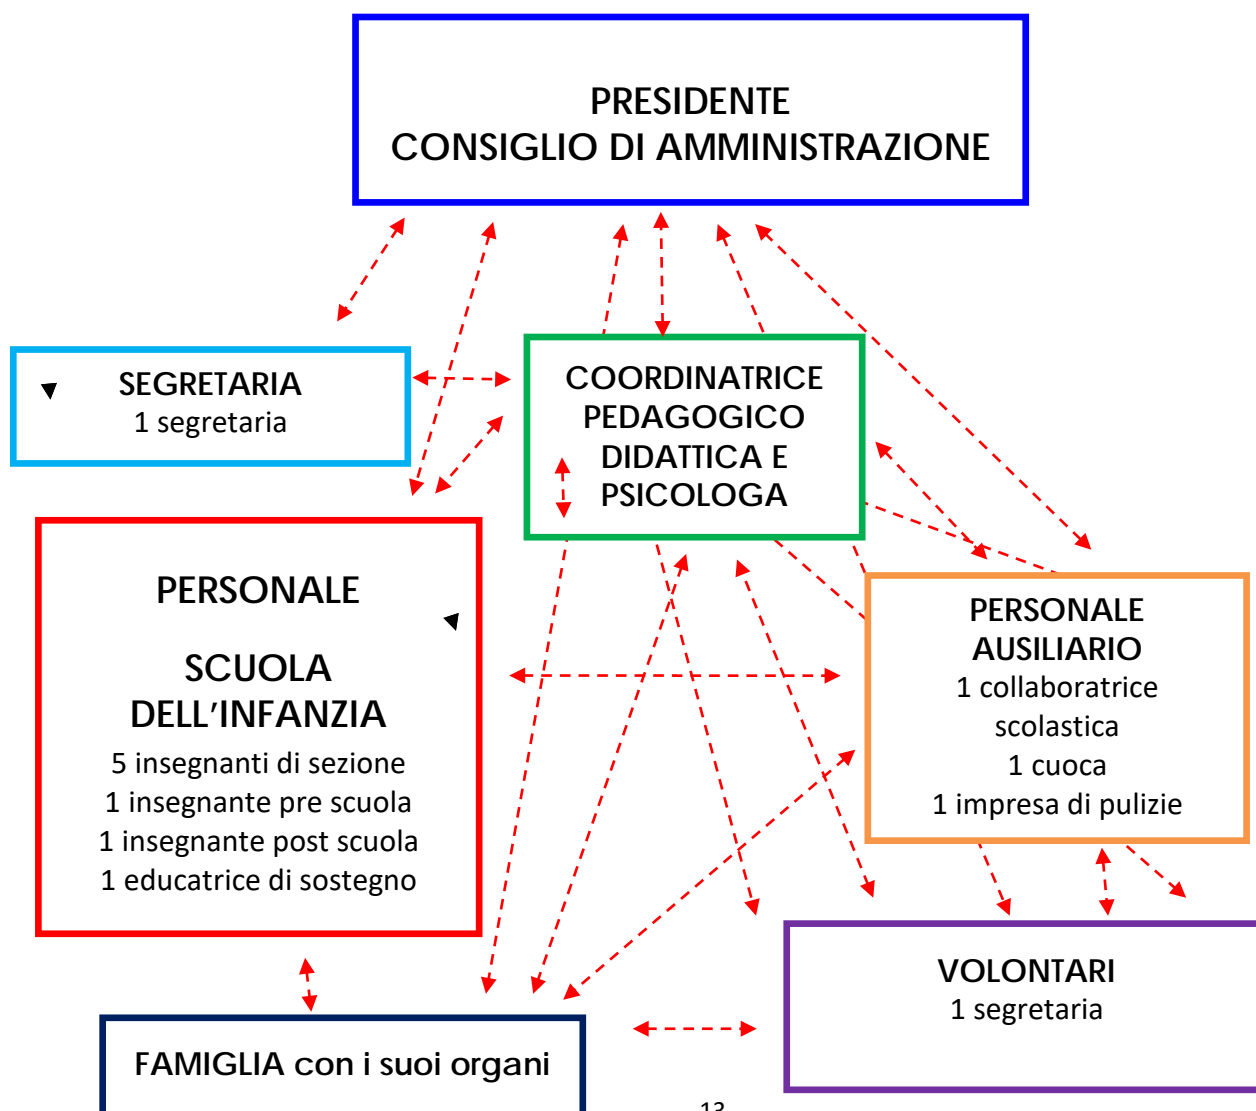 PRESIDENTE
CONSIGLIO DI AMMINISTRAZIONE
SEGRETARIA
1 segretaria
COORDINATRICE
PEDAGOGICO
DIDATTICA E
PSICOLOGA
PERSONALE
SCUOLA
DELL’INFANZIA
5 insegnanti di sezione
1 insegnante pre scuola
1 insegnante post scuola
1 educatrice di sostegno
PERSONALE
AUSILIARIO
1 collaboratrice
scolastica
1 cuoca
1 impresa di pulizie
VOLONTARI
1 segretaria
FAMIGLIA con i suoi organi
13